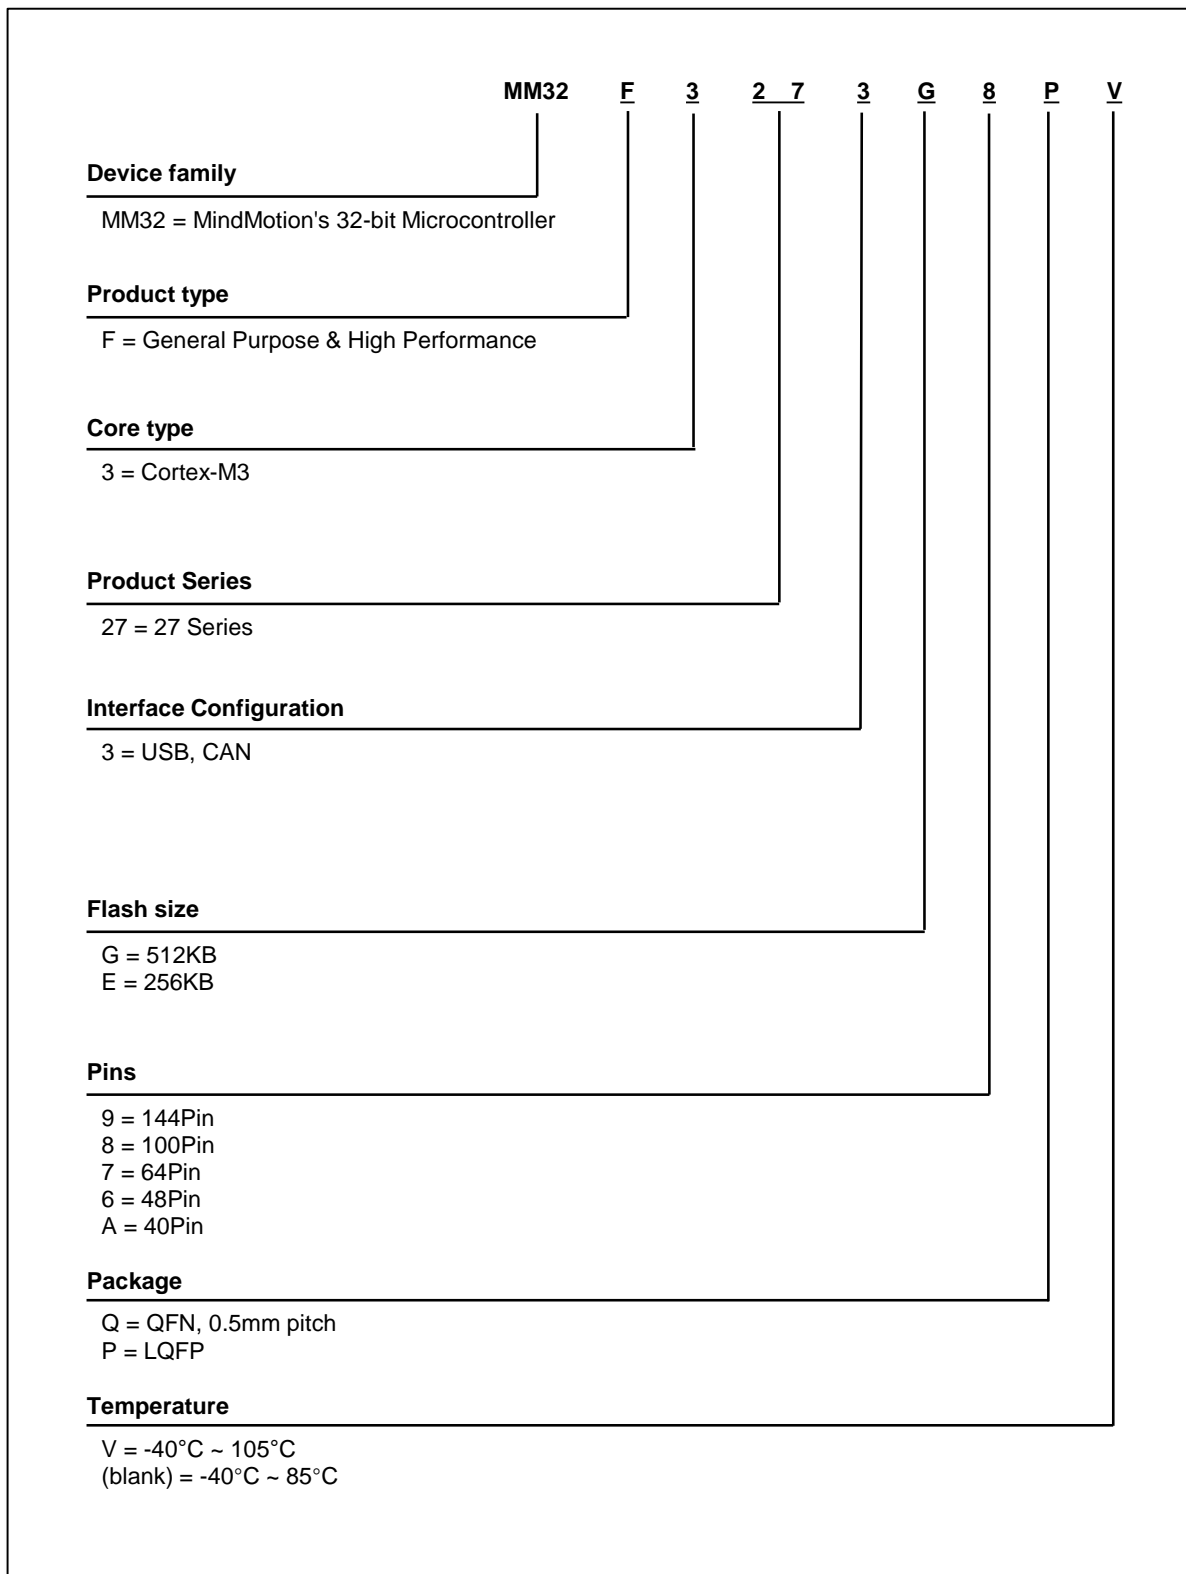 MM32 F 3 2 7 3 G 8 P V
Device family
MM32 = MindMotion's 32-bit Microcontroller
Product type
F = General Purpose & High Performance
Core type
3 = Cortex-M3
Product Series
27 = 27 Series
Interface Configuration
3 = USB, CAN
Flash size
G = 512KB
E = 256KB
Pins
9 = 144Pin
8 = 100Pin
7 = 64Pin
6 = 48Pin
A = 40Pin
Package
Q = QFN, 0.5mm pitch
P = LQFP
Temperature
V = -40°C ~ 105°C
(blank) = -40°C ~ 85°C